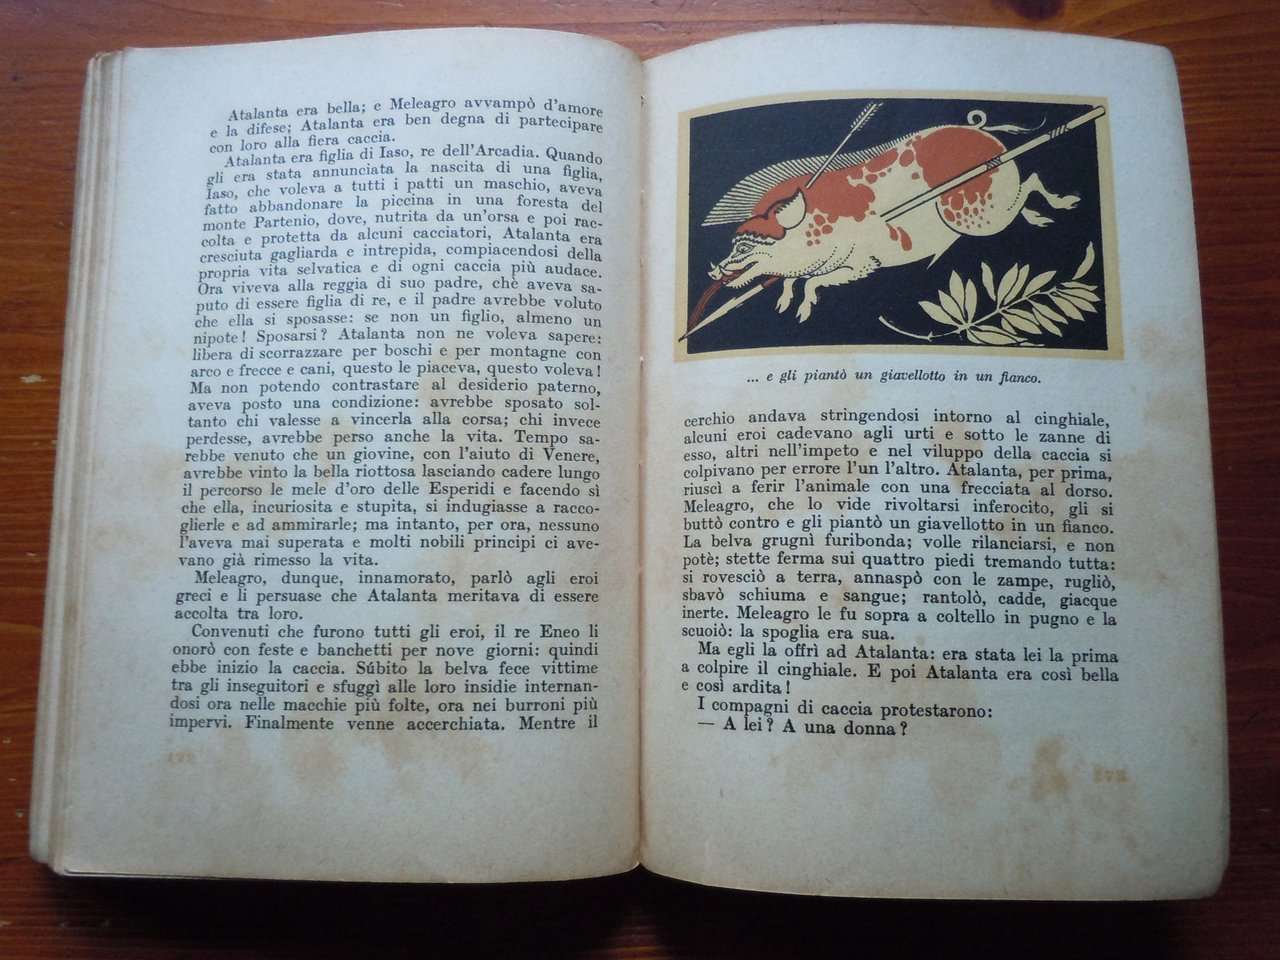 Atalanta era bella; e Meleagro avvampò d'amore
e la difese; Atalanta era ben degna di partecipare
con loro alla fiera caccia.
Atalanta era figlia di Iaso, re dell'Arcadia. Quando
gli era stata annunciata la nascita di una figlia,
Iaso, che voleva a tutti i patti un maschio, aveva
fatto abbandonare la piccina in una foresta del
monte Partenio, dove, nutrita da un'orsa e poi rac-
colta e protetta da alcuni cacciatori, Atalanta era
cresciuta gagliarda e intrepida, compiacendosi della
propria vita selvatica e di ogni caccia più audace.
Ora viveva alla reggia di suo padre, chè aveva sa-
puto di essere figlia di re, e il padre avrebbe voluto
che ella si sposasse: se non un figlio, almeno un
nipote! Sposarsi? Atalanta non ne voleva sapere:
libera di scorrazzare per boschi e per montagne con
arco e frecce e cani, questo le piaceva, questo voleva!
Ma non potendo contrastare al desiderio paterno,
aveva posto una condizione: avrebbe sposato sol-
tanto chi valesse a vincerla alla corsa; chi invece
perdesse, avrebbe perso anche la vita. Tempo sa-
rebbe venuto che un giovine, con l'aiuto di Venere,
avrebbe vinto la bella riottosa lasciando cadere lungo
il percorso le mele d'oro delle Esperidi e facendo sì
che ella, incuriosita e stupita, si indugiasse a racco-
glierle e ad ammirarle; ma intanto, per ora, nessuno
l'aveva mai superata e molti nobili principi ci ave-
vano già rimesso la vita.
Meleagro, dunque, innamorato, parlò agli eroi
greci e li persuase che Atalanta meritava di essere
accolta tra loro.
Convenuti che furono tutti gli eroi, il re Eneo li
onorò con feste e banchetti per nove giorni: quindi
ebbe inizio la caccia. Súbito la belva fece vittime
tra gli inseguitori e sfuggì alle loro insidie internan-
dosi ora nelle macchie più folte, ora nei burroni più
impervi. Finalmente venne accerchiata. Mentre il
172
... e gli piantò un giavellotto in un fianco.
cerchio andava stringendosi intorno al cinghiale,
alcuni eroi cadevano agli urti e sotto le zanne di
esso, altri nell'impeto e nel viluppo della caccia si
colpivano per errore l'un l'altro. Atalanta, per prima,
riuscì a ferir l'animale con una frecciata al dorso.
Meleagro, che lo vide rivoltarsi inferocito, gli si
buttò contro e gli piantò un giavellotto in un fianco.
La belva grugnì furibonda; volle rilanciarsi, e non
potè; stette ferma sui quattro piedi tremando tutta:
si rovesciò a terra, annaspò con le zampe, rugliò,
sbavò schiuma e sangue; rantolò, cadde, giacque
inerte. Meleagro le fu sopra a coltello in pugno e la
scuoiò: la spoglia era sua.
Ma egli la offrì ad Atalanta: era stata lei la prima
a colpire il cinghiale. E poi Atalanta era così bella
e così ardita!
I compagni di caccia protestarono:
— A lei? A una donna?
173